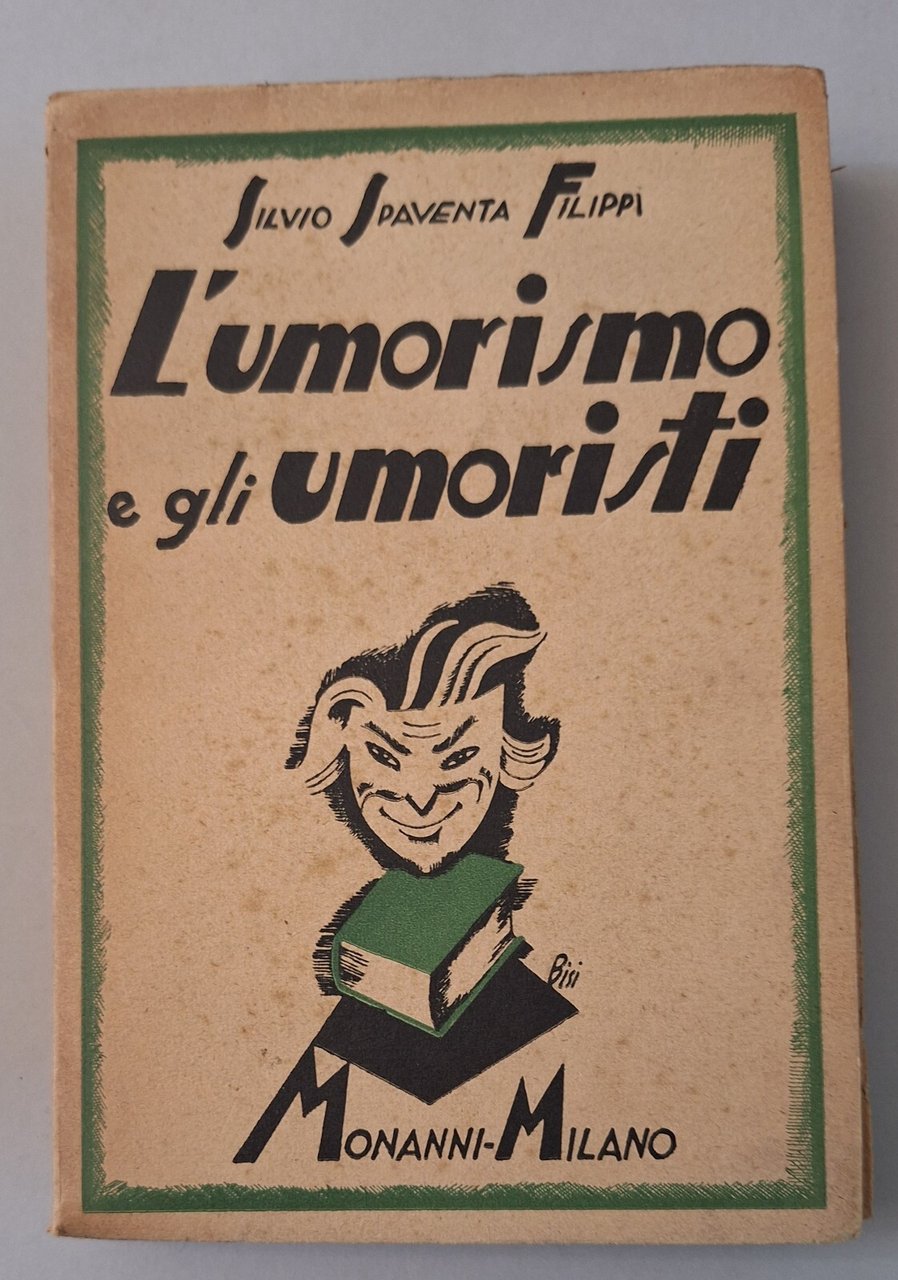 Silvio Spaventa Filippi
L'umorismo
e gli umoristi
Bisi
Monanni-Milano